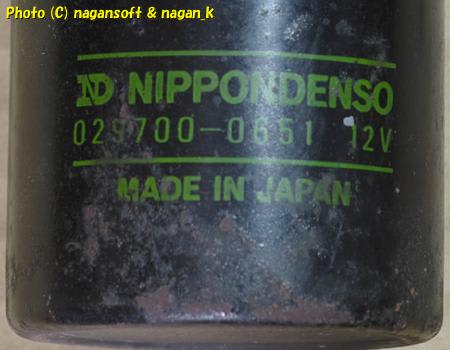 Photo (C) nagansoft & nagan_k
ND NIPPONDENSO
029700-0651 12V
MADE IN JAPAN